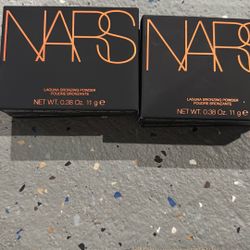 NARS
LAGUNA BRONZING POWDER
POUDRE BRONZANTE
NET WT. 0.38 Oz. 11 g ℮
NARS
LAGUNA BRONZING POWDER
POUDRE BRONZANTE
NET WT. 0.38 Oz. 11 g ℮